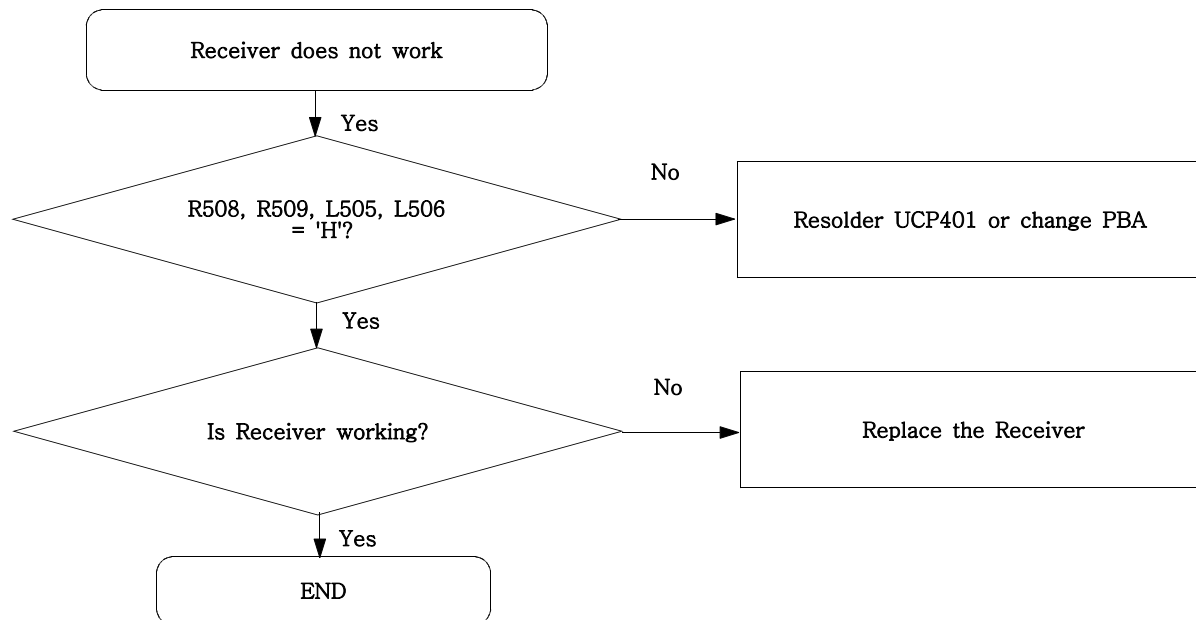 Receiver does not work
Yes
R508, R509, L505, L506
= 'H'?
No
Resolder UCP401 or change PBA
Yes
Is Receiver working?
No
Replace the Receiver
Yes
END